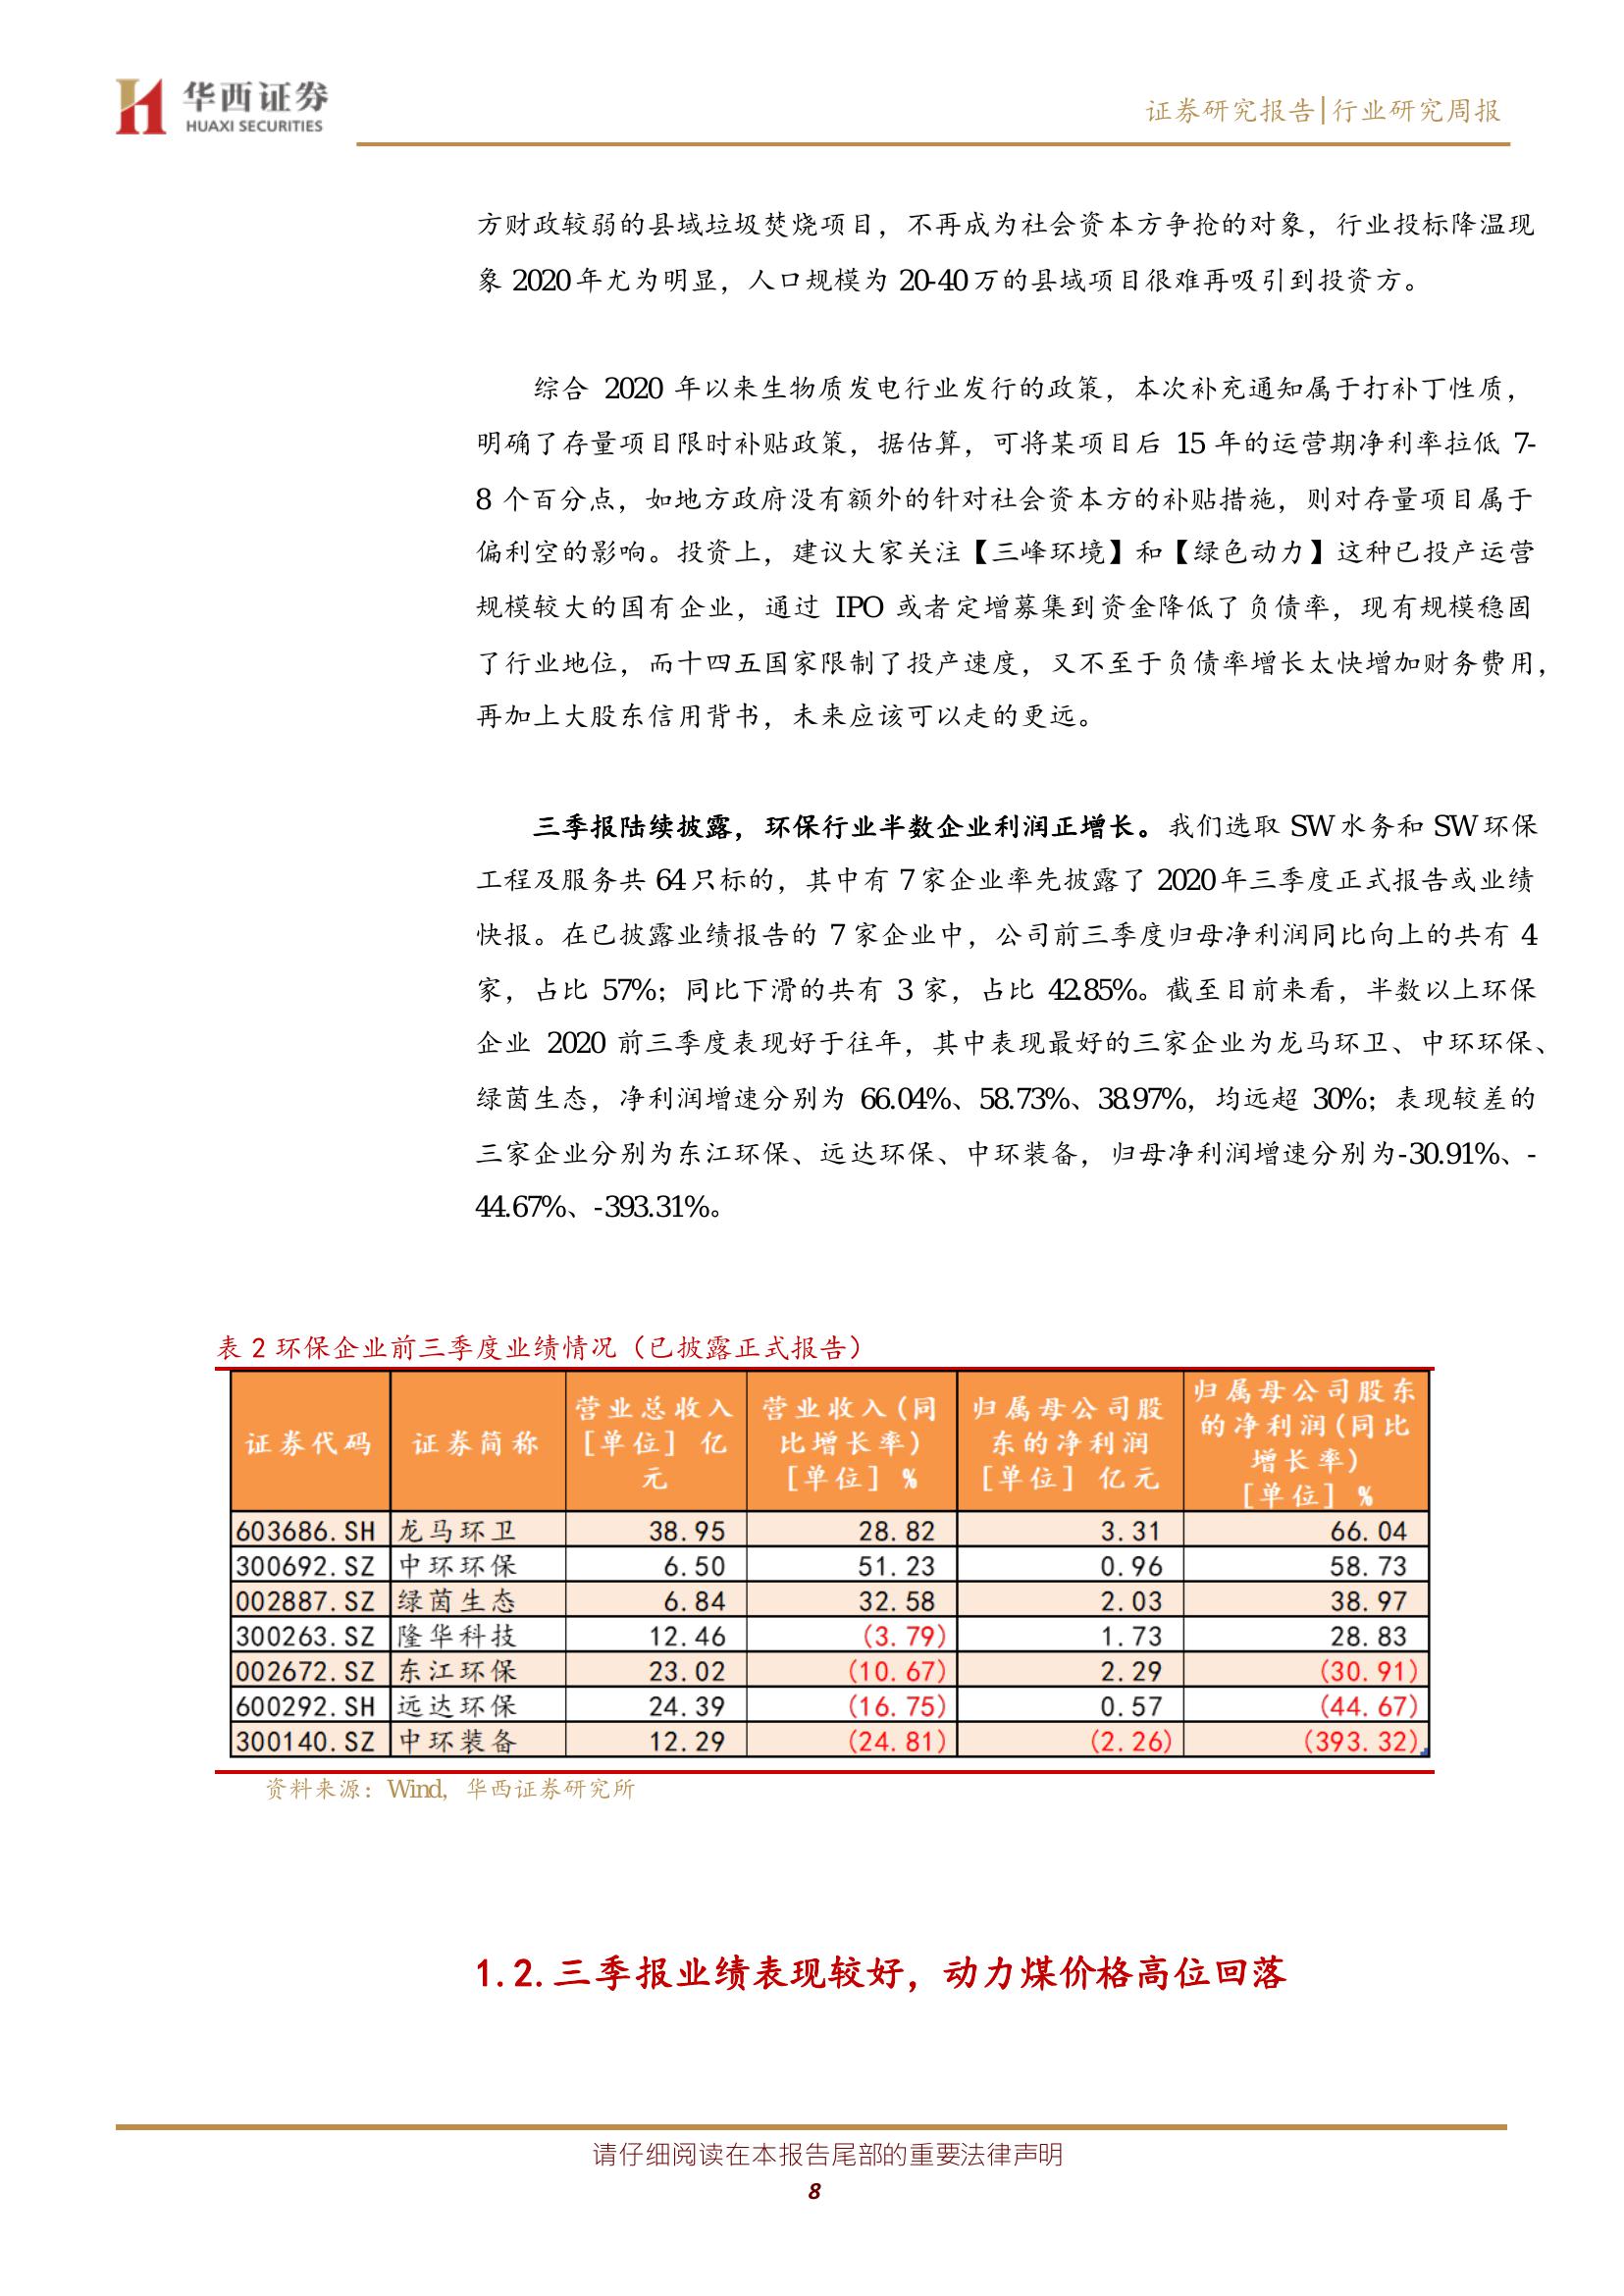 华西证券
HUAXI SECURITIES
证券研究报告|行业研究周报
方财政较弱的县域垃圾焚烧项目，不再成为社会资本方争抢的对象，行业投标降温现
象 2020 年尤为明显，人口规模为 20-40 万的县域项目很难再吸引到投资方。
综合 2020 年以来生物质发电行业发行的政策，本次补充通知属于打补丁性质，
明确了存量项目限时补贴政策，据估算，可将某项目后 15 年的运营期净利率拉低 7-
8 个百分点，如地方政府没有额外的针对社会资本方的补贴措施，则对存量项目属于
偏利空的影响。投资上，建议大家关注【三峰环境】和【绿色动力】这种已投产运营
规模较大的国有企业，通过 IPO 或者定增募集到资金降低了负债率，现有规模稳固
了行业地位，而十四五国家限制了投产速度，又不至于负债率增长太快增加财务费用，
再加上大股东信用背书，未来应该可以走的更远。
三季报陆续披露，环保行业半数企业利润正增长。我们选取 SW 水务和 SW 环保
工程及服务共 64 只标的，其中有 7 家企业率先披露了 2020 年三季度正式报告或业绩
快报。在已披露业绩报告的 7 家企业中，公司前三季度归母净利润同比向上的共有 4
家，占比 57%；同比下滑的共有 3 家，占比 42.85%。截至目前来看，半数以上环保
企业 2020 前三季度表现好于往年，其中表现最好的三家企业为龙马环卫、中环环保、
绿茵生态，净利润增速分别为 66.04%、58.73%、38.97%，均远超 30%；表现较差的
三家企业分别为东江环保、远达环保、中环装备，归母净利润增速分别为-30.91%、-
44.67%、-393.31%。
表 2 环保企业前三季度业绩情况（已披露正式报告）
证券代码 证券简称 营业总收入[单位] 亿元 营业收入(同比增长率)[单位] % 归属母公司股东的净利润[单位] 亿元 归属母公司股东的净利润(同比增长率)[单位] %
603686.SH 龙马环卫 38.95 28.82 3.31 66.04
300692.SZ 中环环保 6.50 51.23 0.96 58.73
002887.SZ 绿茵生态 6.84 32.58 2.03 38.97
300263.SZ 隆华科技 12.46 (3.79) 1.73 28.83
002672.SZ 东江环保 23.02 (10.67) 2.29 (30.91)
600292.SH 远达环保 24.39 (16.75) 0.57 (44.67)
300140.SZ 中环装备 12.29 (24.81) (2.26) (393.32)
资料来源：Wind，华西证券研究所
1.2.三季报业绩表现较好，动力煤价格高位回落
请仔细阅读在本报告尾部的重要法律声明
8